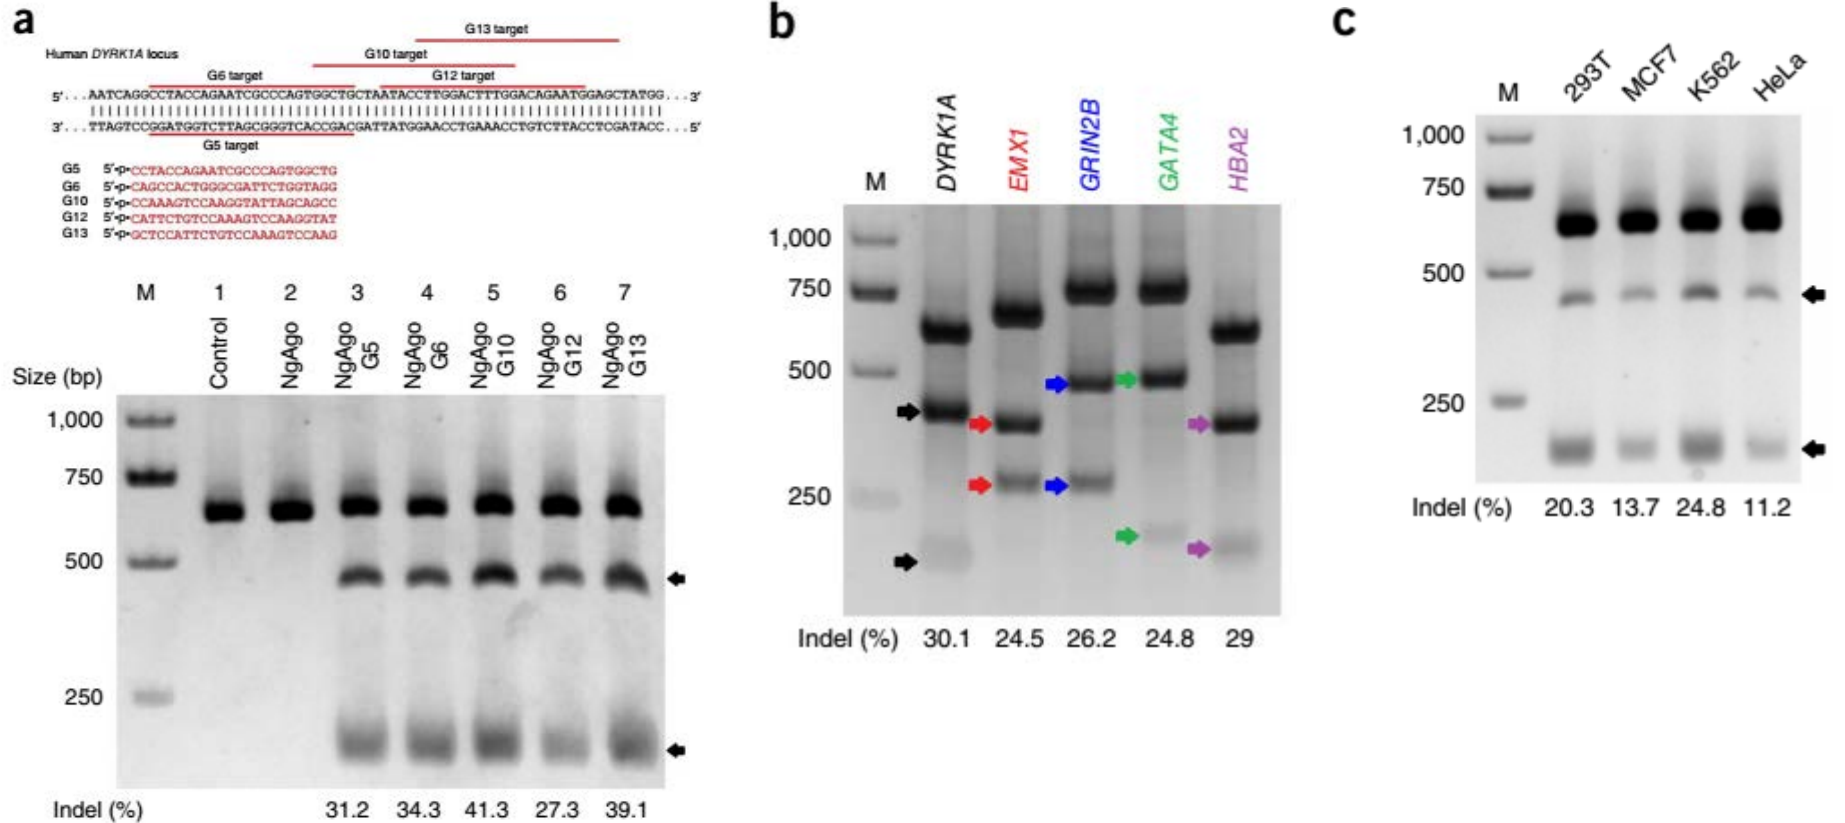 a
G13 target
Human DYRK1A locus
G10 target
G6 target
G12 target
5'...AATCAGGCCTACCAGAATCGCCCAGTGGCTGCTAATACCTTGGACTTTGGACAGAATGGAGCTATGG...3'
3'...TTAGTCCGGATGGTCTTAGCGGGTCACCGACGATTATGGAACCTGAAACCTGTCTTACCTCGATACC...5'
G5 target
G5 5'-p-CCTACCAGAATCGCCCAGTGGCTG
G6 5'-p-CAGCCACTGGGCGATTCTGGTAGG
G10 5'-p-CCAAAGTCCAAGGTATTAGCAGCC
G12 5'-p-CATTCTGTCCAAAGTCCAAGGTAT
G13 5'-p-GCTCCATTCTGTCCAAAGTCCAAG
M 1 2 3 4 5 6 7
Size (bp)
Control
NgAgo
NgAgo G5
NgAgo G6
NgAgo G10
NgAgo G12
NgAgo G13
1,000
750
500
250
Indel (%) 31.2 34.3 41.3 27.3 39.1
b
M DYRK1A EMX1 GRIN2B GATA4 HBA2
1,000
750
500
250
Indel (%) 30.1 24.5 26.2 24.8 29
c
M 293T MCF7 K562 HeLa
1,000
750
500
250
Indel (%) 20.3 13.7 24.8 11.2